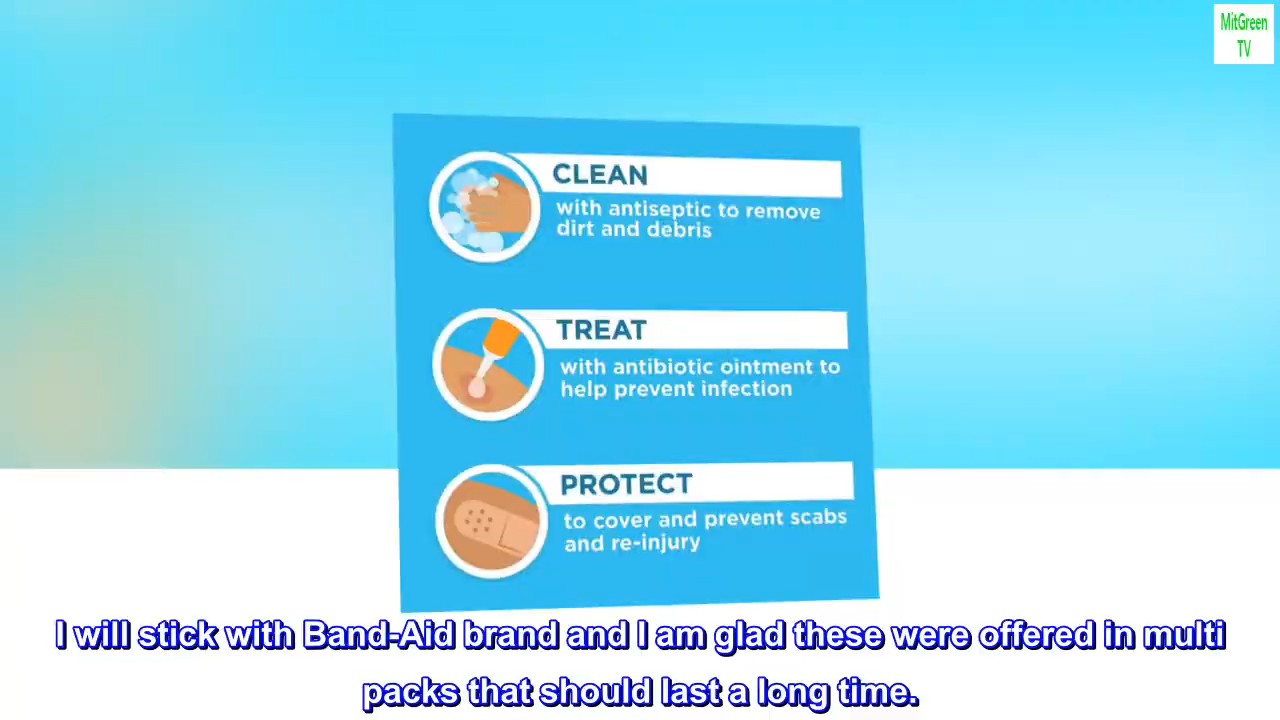 MitGreen
TV
CLEAN
with antiseptic to remove
dirt and debris
TREAT
with antibiotic ointment to
help prevent infection
PROTECT
to cover and prevent scabs
and re-injury
I will stick with Band-Aid brand and I am glad these were offered in multi
packs that should last a long time.